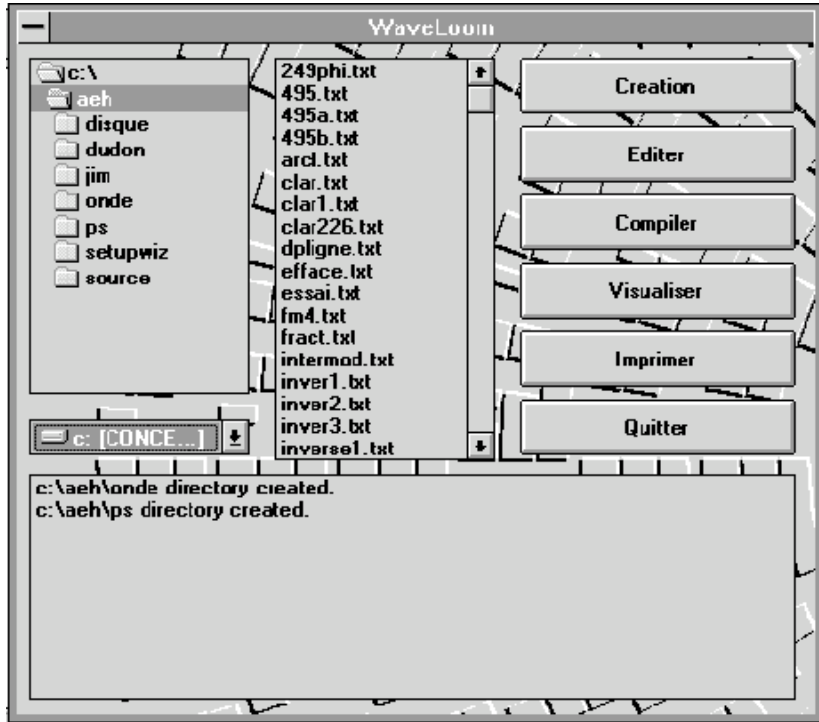 WaveLoom
c:\
aeh
disque
dudon
jim
onde
ps
setupwiz
source
c: [CONCE...]
249phi.txt
495.txt
495a.txt
495b.txt
arcl.txt
clar.txt
clar1.txt
clar226.txt
dpligne.txt
efface.txt
essai.txt
fm4.txt
fract.txt
intermod.txt
inver1.txt
inver2.txt
inver3.txt
inverse1.txt
Creation
Editer
Compiler
Visualiser
Imprimer
Quitter
c:\aeh\onde directory created.
c:\aeh\ps directory created.